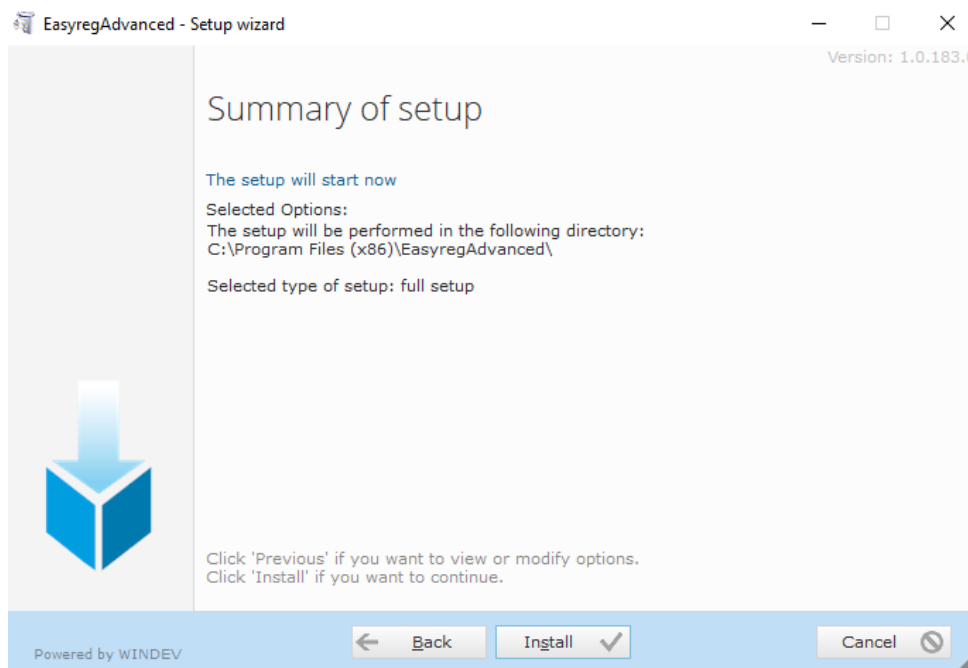 EasyregAdvanced - Setup wizard
Version: 1.0.183.
Summary of setup
The setup will start now
Selected Options:
The setup will be performed in the following directory:
C:\Program Files (x86)\EasyregAdvanced\
Selected type of setup: full setup
Click 'Previous' if you want to view or modify options.
Click 'Install' if you want to continue.
Powered by WINDEV
Back
Install
Cancel